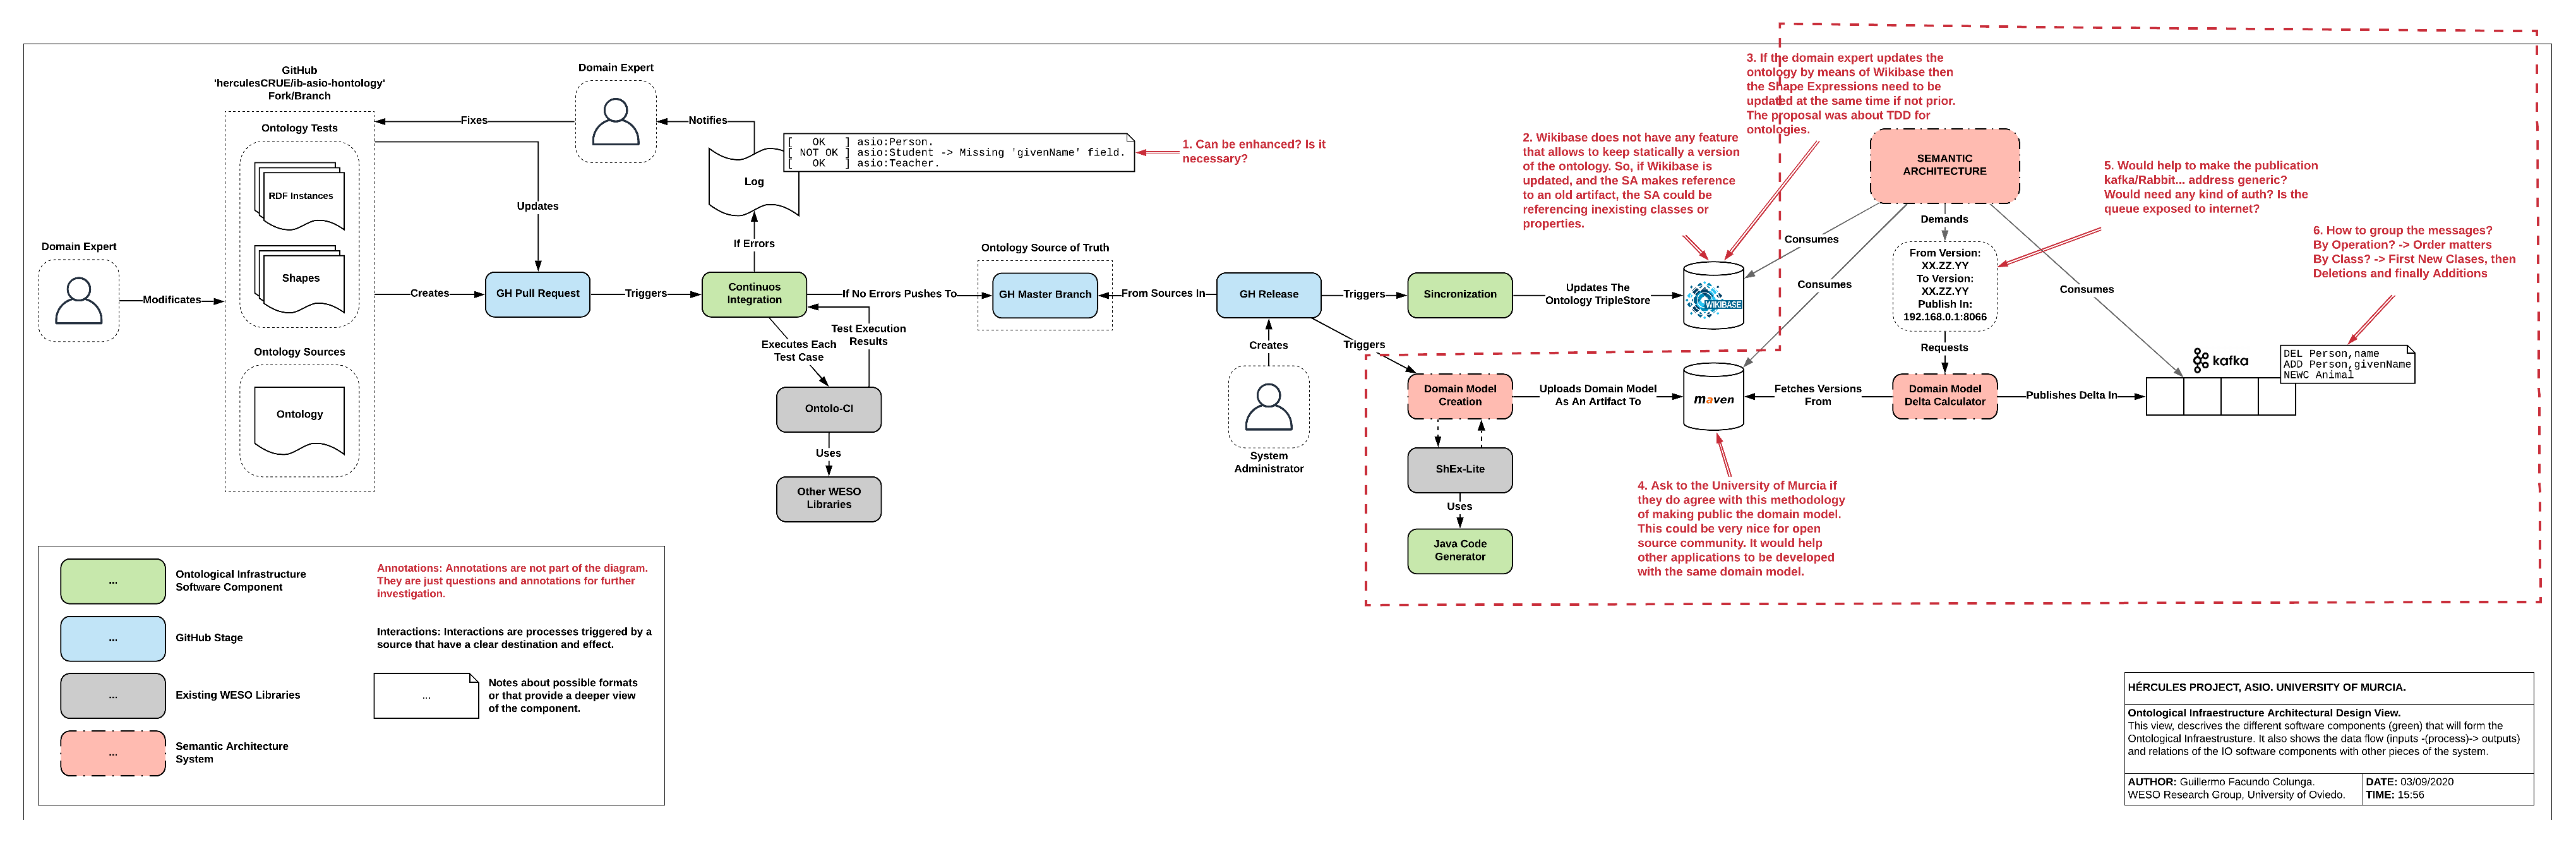 GitHub
'herculesCRUE/ib-asio-hontology'
Fork/Branch
Ontology Tests
RDF Instances
Shapes
Ontology Sources
Ontology
Domain Expert
Modificates
Domain Expert
Fixes
Notifies
Updates
Creates
GH Pull Request
Triggers
Log
[   OK   ] asio:Person.
[ NOT OK ] asio:Student -> Missing 'givenName' field.
[   OK   ] asio:Teacher.
1. Can be enhanced? Is it
necessary?
If Errors
Continuos
Integration
If No Errors Pushes To
Test Execution
Results
Executes Each
Test Case
Ontolo-CI
Uses
Other WESO
Libraries
Ontology Source of Truth
GH Master Branch
From Sources In
GH Release
Creates
System
Administrator
Triggers
Sincronization
Updates The
Ontology TripleStore
WIKIBASE
Triggers
Domain Model
Creation
Uploads Domain Model
As An Artifact To
maven
ShEx-Lite
Uses
Java Code
Generator
2. Wikibase does not have any feature
that allows to keep statically a version
of the ontology. So, if Wikibase is
updated, and the SA makes reference
to an old artifact, the SA could be
referencing inexisting classes or
properties.
3. If the domain expert updates the
ontology by means of Wikibase then
the Shape Expressions need to be
updated at the same time if not prior.
The proposal was about TDD for
ontologies.
SEMANTIC
ARCHITECTURE
Demands
Consumes
Consumes
Consumes
From Version:
XX.ZZ.YY
To Version:
XX.ZZ.YY
Publish In:
192.168.0.1:8066
Requests
Fetches Versions
From
Domain Model
Delta Calculator
Publishes Delta In
kafka
DEL Person,name
ADD Person,givenName
NEWC Animal
4. Ask to the University of Murcia if
they do agree with this methodology
of making public the domain model.
This could be very nice for open
source community. It would help
other applications to be developed
with the same domain model.
5. Would help to make the publication
kafka/Rabbit... address generic?
Would need any kind of auth? Is the
queue exposed to internet?
6. How to group the messages?
By Operation? -> Order matters
By Class? -> First New Clases, then
Deletions and finally Additions
...
Ontological Infrastructure
Software Component
...
GitHub Stage
...
Existing WESO Libraries
...
Semantic Architecture
System
Annotations: Annotations are not part of the diagram.
They are just questions and annotations for further
investigation.
Interactions: Interactions are processes triggered by a
source that have a clear destination and effect.
...
Notes about possible formats
or that provide a deeper view
of the component.
HÉRCULES PROJECT, ASIO. UNIVERSITY OF MURCIA.
Ontological Infraestructure Architectural Design View.
This view, descrives the different software components (green) that will form the
Ontological Infraestrusture. It also shows the data flow (inputs -(process)-> outputs)
and relations of the IO software components with other pieces of the system.
AUTHOR: Guillermo Facundo Colunga.
WESO Research Group, University of Oviedo.
DATE: 03/09/2020
TIME: 15:56